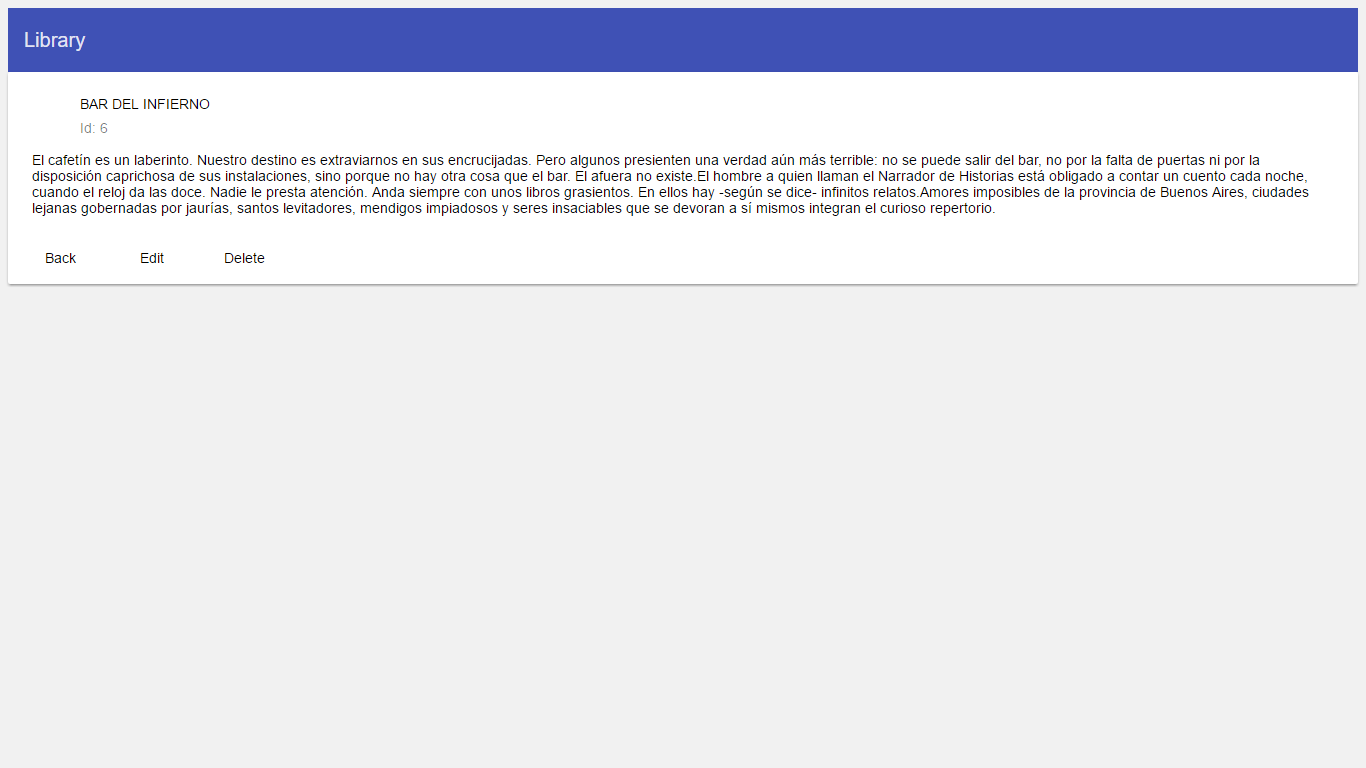 Library
BAR DEL INFIERNO
Id: 6
El cafetín es un laberinto. Nuestro destino es extraviarnos en sus encrucijadas. Pero algunos presienten una verdad aún más terrible: no se puede salir del bar, no por la falta de puertas ni por la
disposición caprichosa de sus instalaciones, sino porque no hay otra cosa que el bar. El afuera no existe.El hombre a quien llaman el Narrador de Historias está obligado a contar un cuento cada noche,
cuando el reloj da las doce. Nadie le presta atención. Anda siempre con unos libros grasientos. En ellos hay -según se dice- infinitos relatos.Amores imposibles de la provincia de Buenos Aires, ciudades
lejanas gobernadas por jaurías, santos levitadores, mendigos impiadosos y seres insaciables que se devoran a sí mismos integran el curioso repertorio.
Back Edit Delete